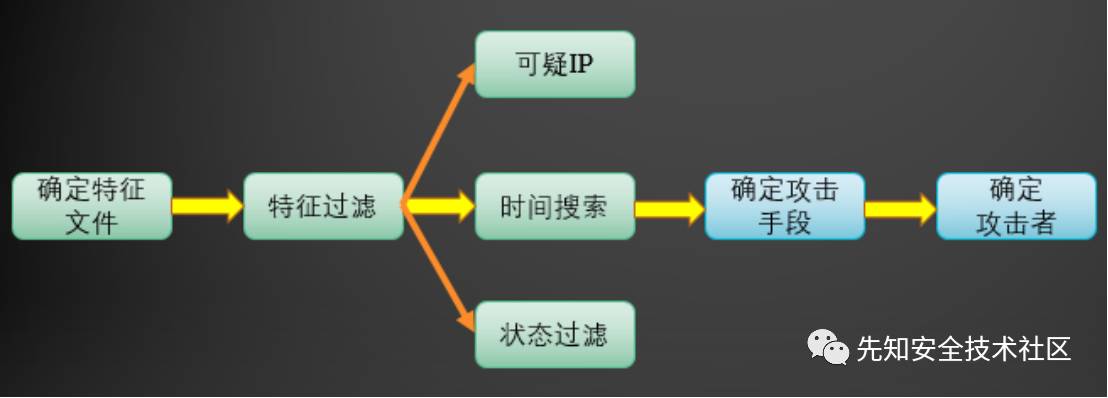 可疑IP
确定特征
文件
特征过滤
时间搜索
确定攻击
手段
确定
攻击者
状态过滤
先知安全技术社区